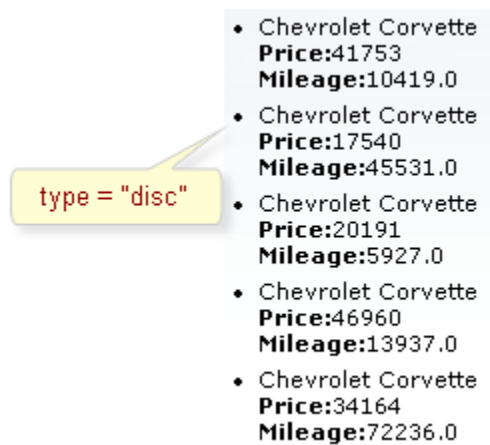 Chevrolet Corvette
Price:41753
Mileage:10419.0
Chevrolet Corvette
Price:17540
Mileage:45531.0
type = "disc"
Chevrolet Corvette
Price:20191
Mileage:5927.0
Chevrolet Corvette
Price:46960
Mileage:13937.0
Chevrolet Corvette
Price:34164
Mileage:72236.0